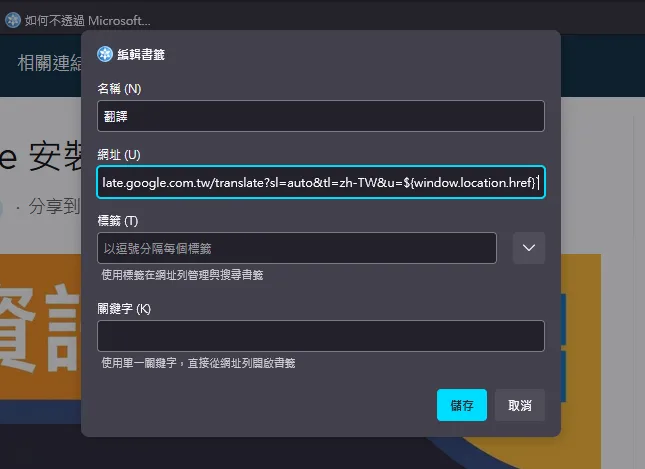 如何不透過 Microsoft...
相關連結
編輯書籤
名稱 (N)
翻譯
網址 (U)
late.google.com.tw/translate?sl=auto&tl=zh-TW&u=${window.location.href}`
標籤 (T)
以逗號分隔每個標籤
使用標籤在網址列管理與搜尋書籤
關鍵字 (K)
使用單一關鍵字，直接從網址列開啟書籤
儲存
取消
e 安裝
· 分享到
資訊